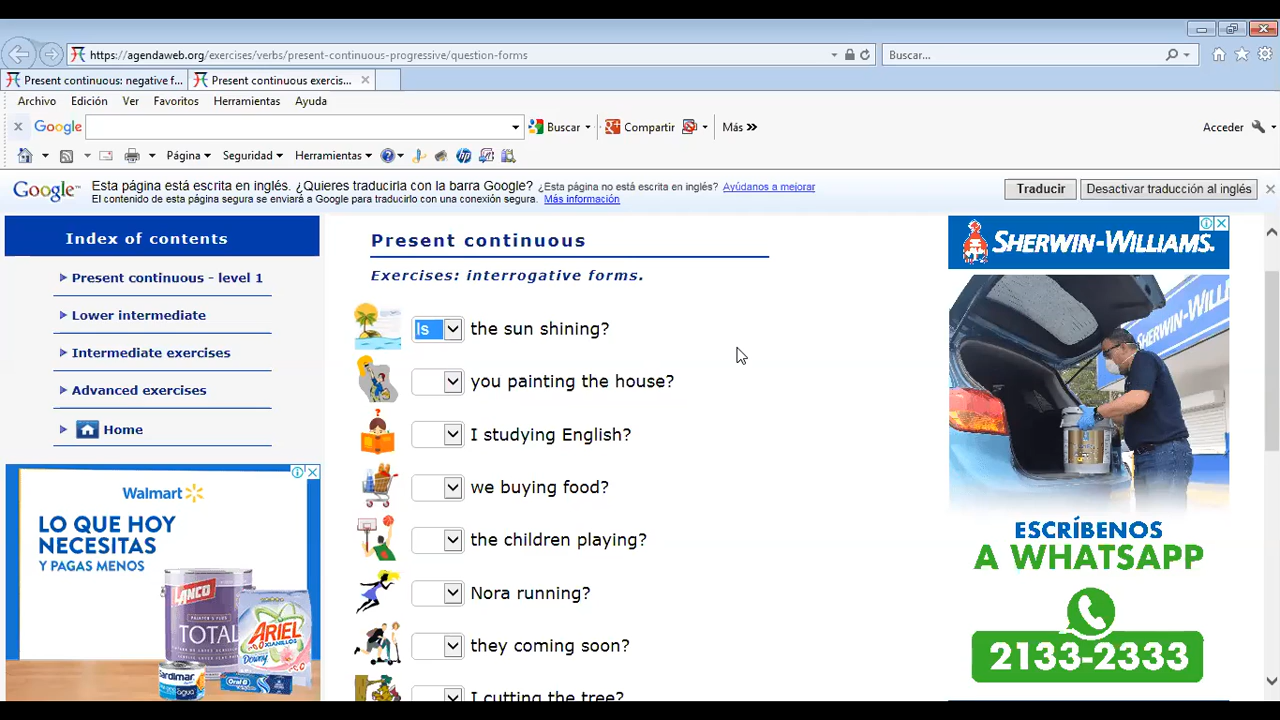 https://agendaweb.org/exercises/verbs/present-continuous-progressive/question-forms
Buscar...
Present continuous: negative f...
Present continuous exercis...
Archivo Edición Ver Favoritos Herramientas Ayuda
Google
Buscar
Compartir
Más »
Acceder
Página
Seguridad
Herramientas
Google™
Esta página está escrita en inglés. ¿Quieres traducirla con la barra Google? ¿Esta página no está escrita en inglés? Ayúdanos a mejorar
El contenido de esta página segura se enviará a Google para traducirlo con una conexión segura. Más información
Traducir
Desactivar traducción al inglés
Index of contents
Present continuous - level 1
Lower intermediate
Intermediate exercises
Advanced exercises
Home
Walmart
LO QUE HOY
NECESITAS
Y PAGAS MENOS
LANCO
TOTAL
ARIEL
Downy
Present continuous
Exercises: interrogative forms.
Is the sun shining?
you painting the house?
I studying English?
we buying food?
the children playing?
Nora running?
they coming soon?
I cutting the tree?
SHERWIN-WILLIAMS.
ESCRÍBENOS
A WHATSAPP
2133-2333